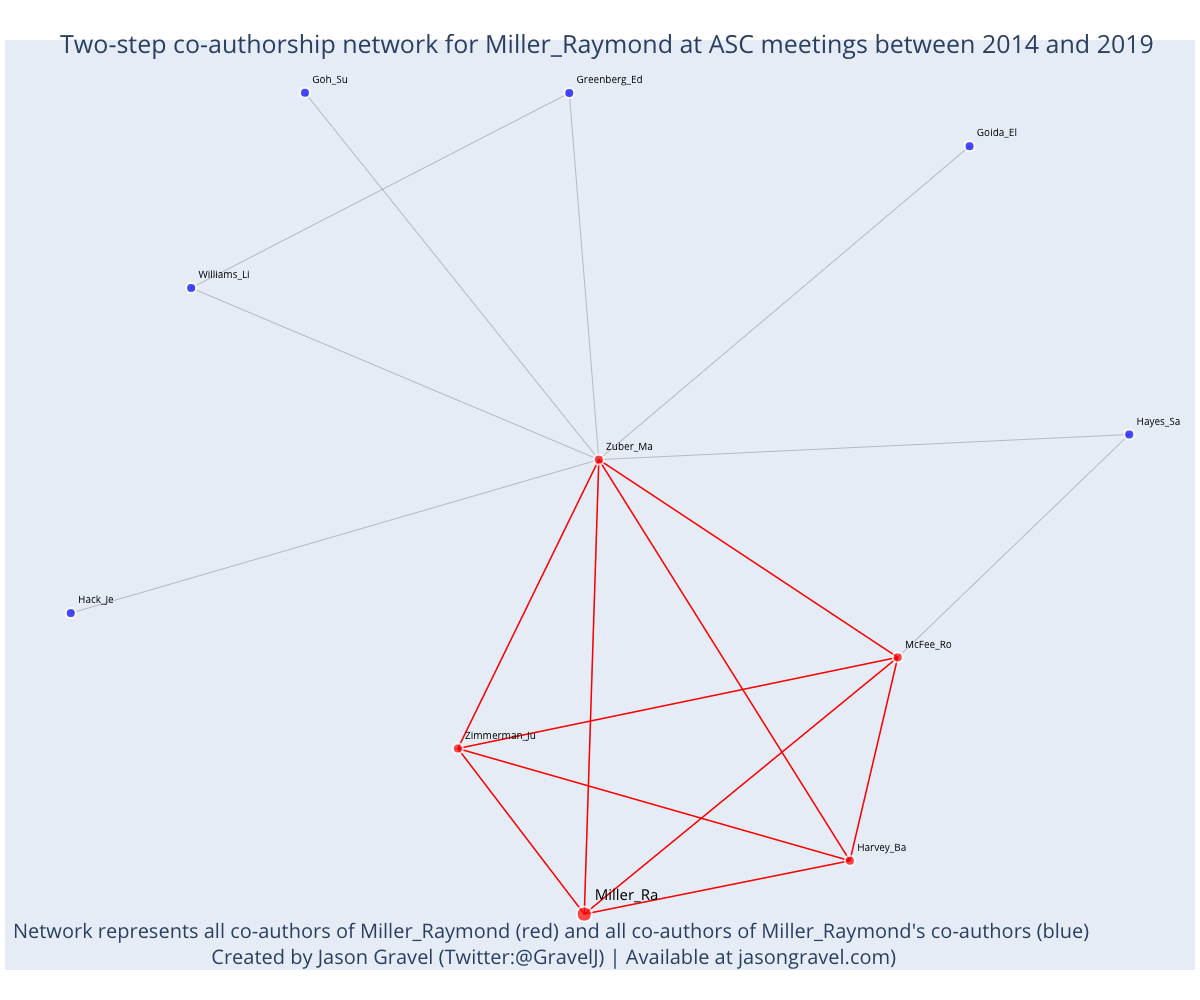 Two-step co-authorship network for Miller_Raymond at ASC meetings between 2014 and 2019
Goh_Su
Greenberg_Ed
Goida_El
Williams_Li
Hayes_Sa
Zuber_Ma
Hack_Je
McFee_Ro
Zimmerman_Ju
Harvey_Ba
Miller_Ra
Network represents all co-authors of Miller_Raymond (red) and all co-authors of Miller_Raymond's co-authors (blue)
Created by Jason Gravel (Twitter:@GravelJ) | Available at jasongravel.com)